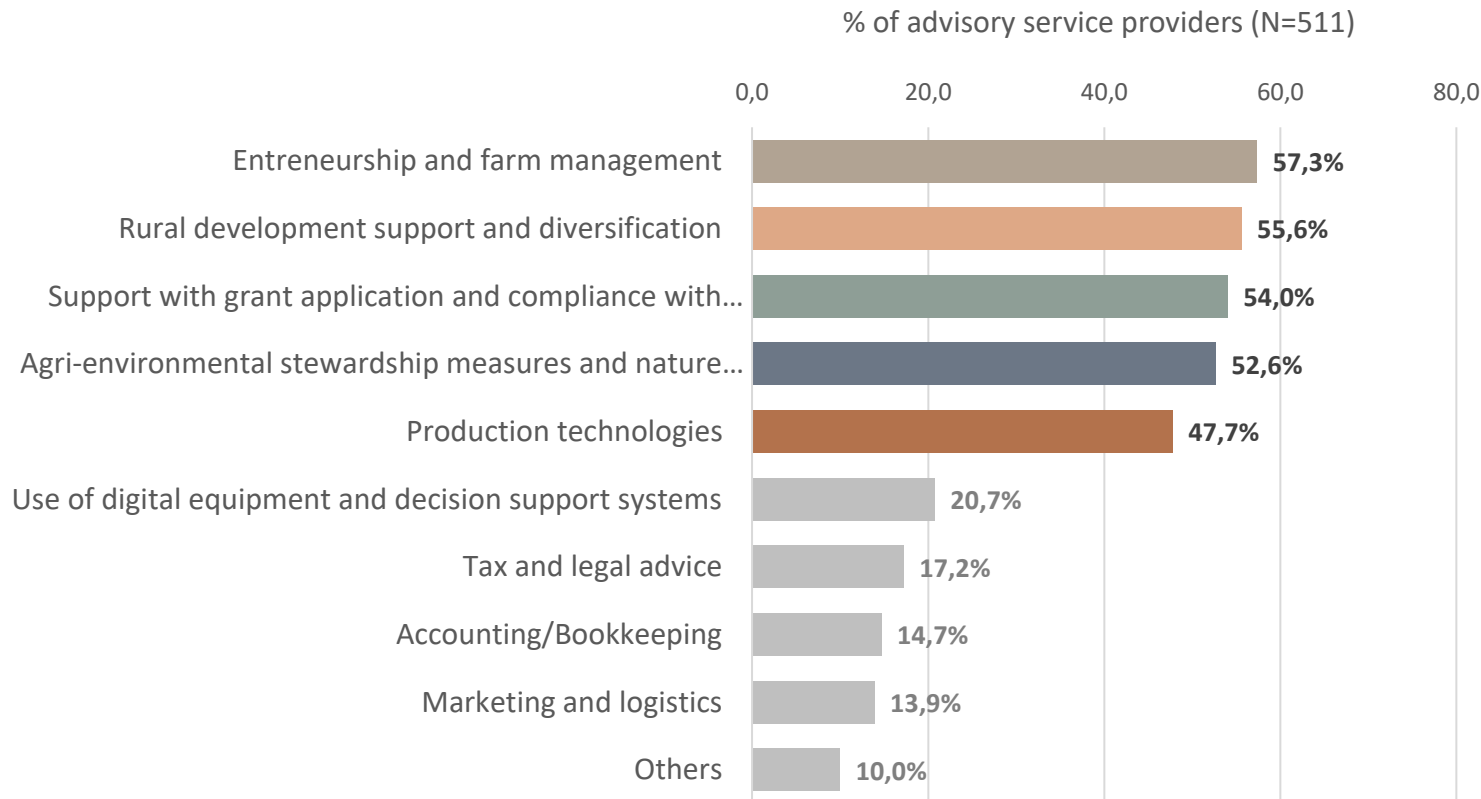 % of advisory service providers (N=511)
0,0 20,0 40,0 60,0 80,0
Entreneurship and farm management 57,3%
Rural development support and diversification 55,6%
Support with grant application and compliance with... 54,0%
Agri-environmental stewardship measures and nature... 52,6%
Production technologies 47,7%
Use of digital equipment and decision support systems 20,7%
Tax and legal advice 17,2%
Accounting/Bookkeeping 14,7%
Marketing and logistics 13,9%
Others 10,0%